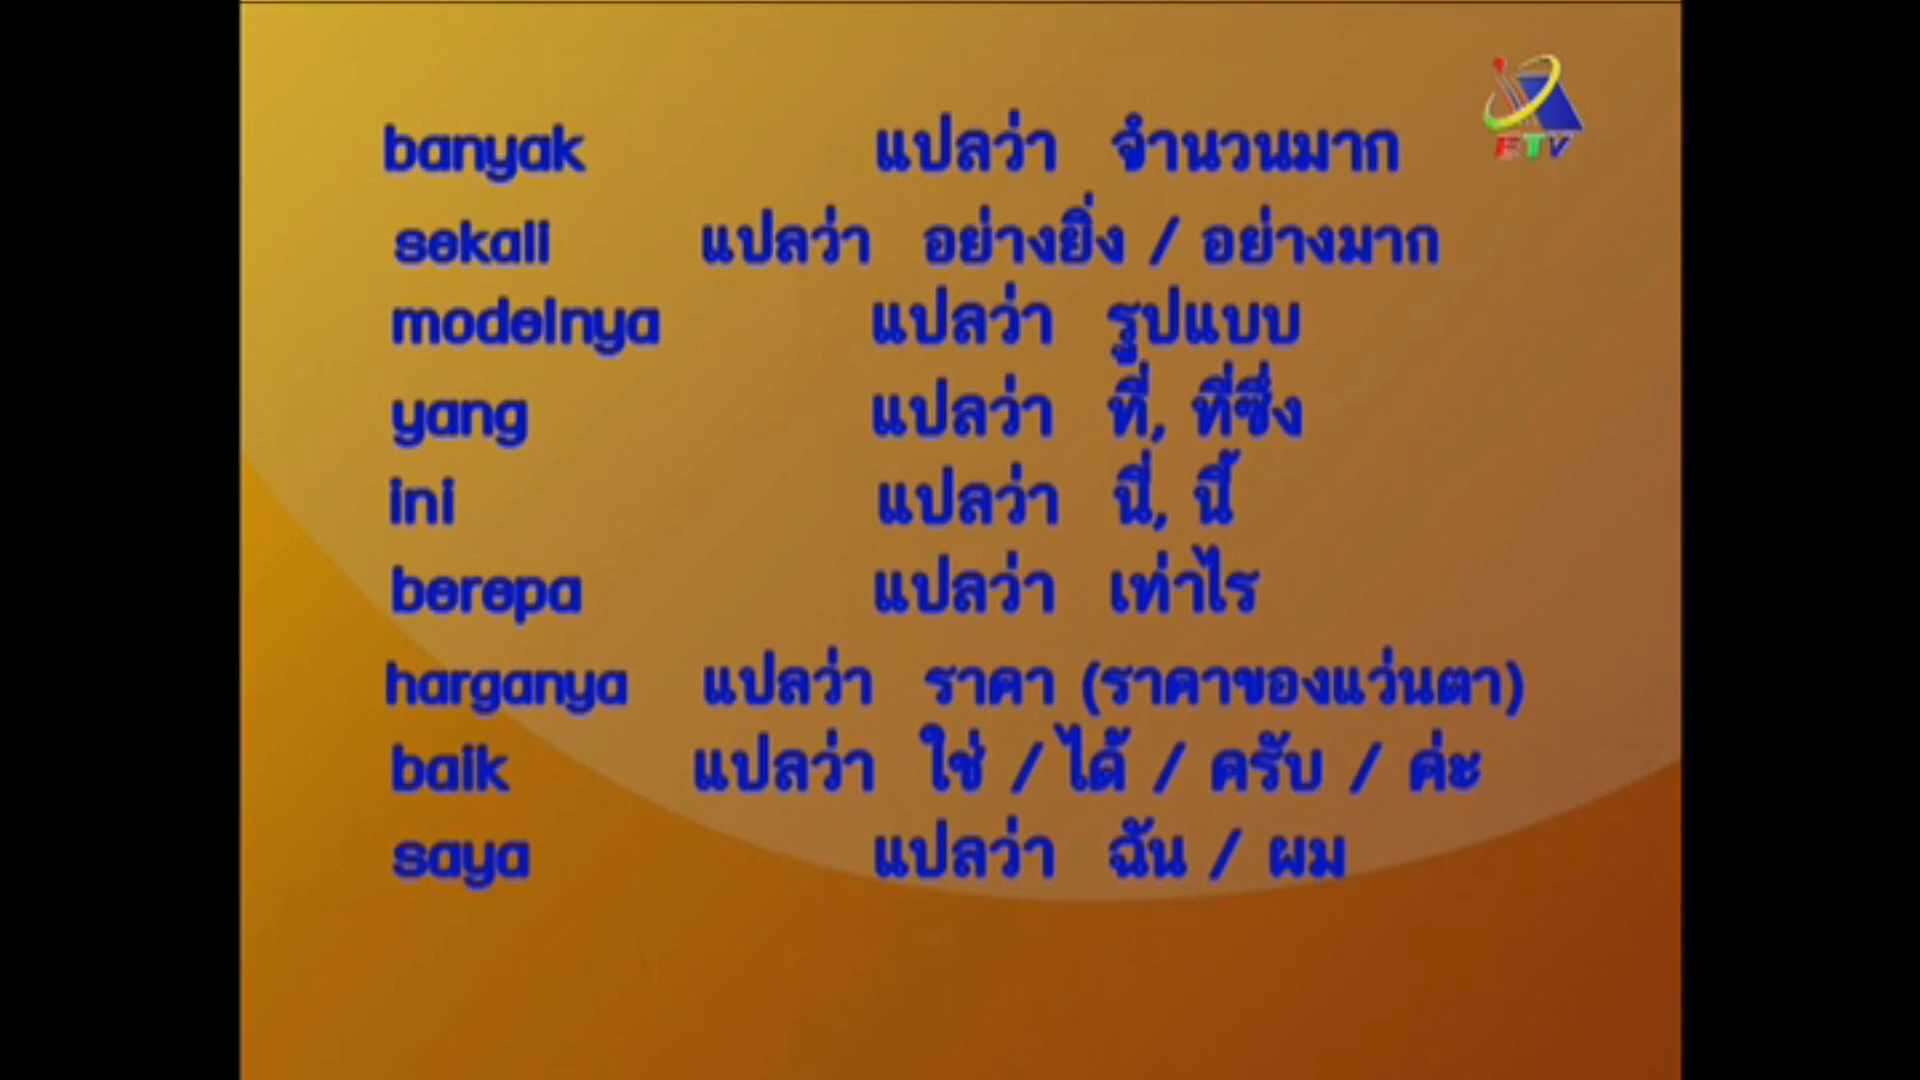 ETV
banyak แปลว่า จำนวนมาก
sekali แปลว่า อย่างยิ่ง / อย่างมาก
modelnya แปลว่า รูปแบบ
yang แปลว่า ที่, ที่ซึ่ง
ini แปลว่า นี่, นี้
berepa แปลว่า เท่าไร
harganya แปลว่า ราคา (ราคาของแว่นตา)
baik แปลว่า ใช่ / ได้ / ครับ / ค่ะ
saya แปลว่า ฉัน / ผม